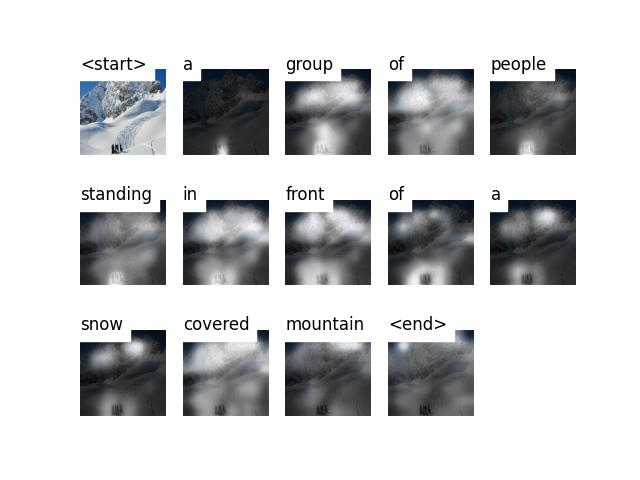 <start> a group of people
standing in front of a
snow covered mountain <end>